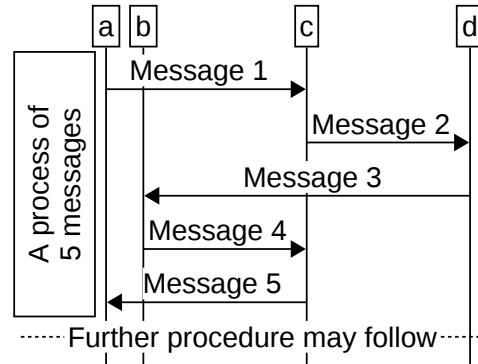 a b c d
Message 1
Message 2
Message 3
Message 4
Message 5
A process of
5 messages
Further procedure may follow